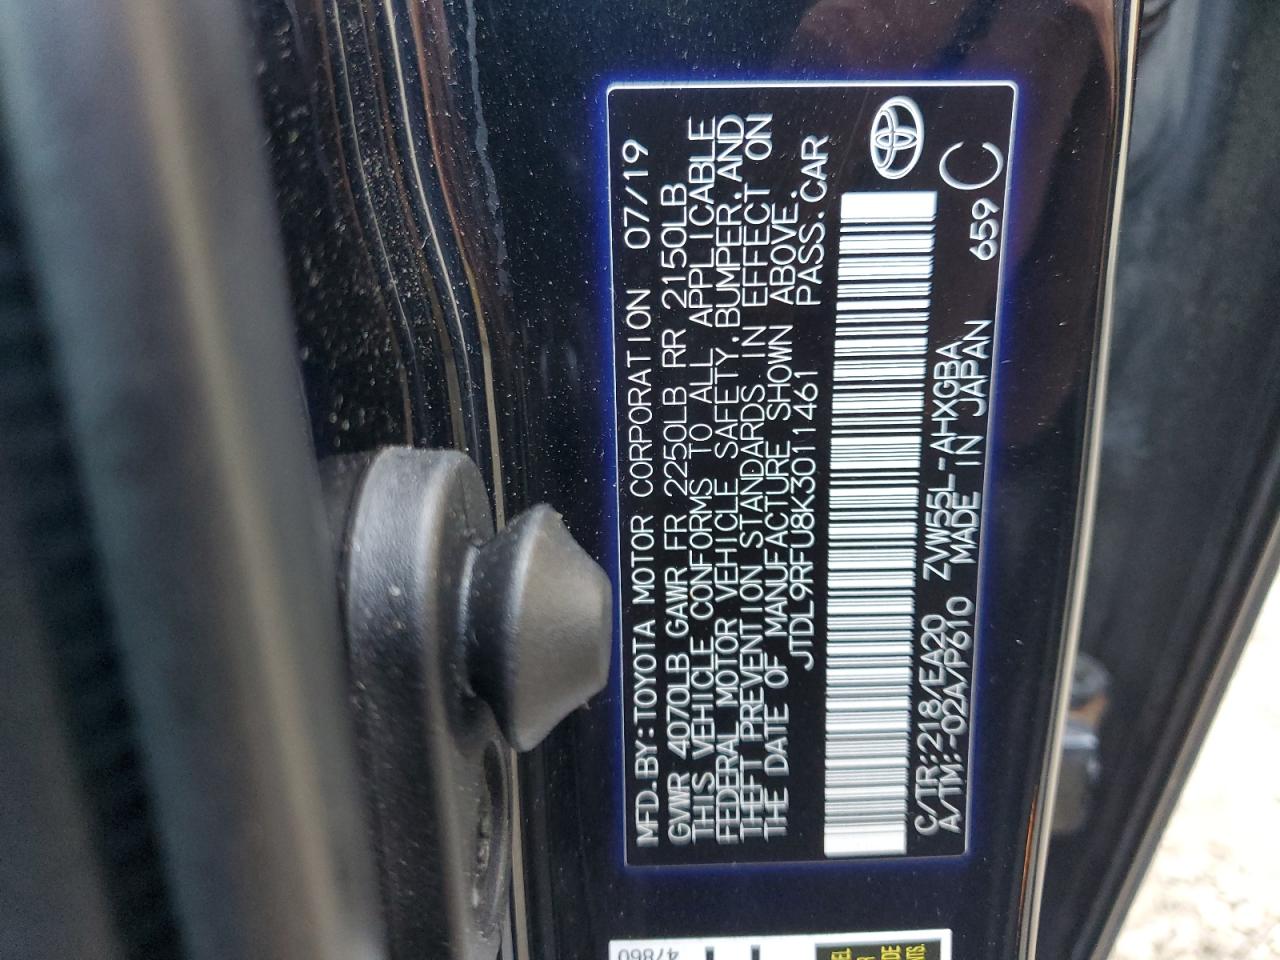 MFD.BY:TOYOTA MOTOR CORPORATION 07/19
GVWR 4070LB GAWR FR 2250LB RR 2150LB
THIS VEHICLE CONFORMS TO ALL APPLICABLE
FEDERAL MOTOR VEHICLE SAFETY,BUMPER,AND
THEFT PREVENTION STANDARDS IN EFFECT ON
THE DATE OF MANUFACTURE SHOWN ABOVE.
JTDL9RFU8K3011461 PASS.CAR
C/TR:218/EA20 ZVW55L-AHXGBA 659 C
A/TM:-02A/P610 MADE IN JAPAN
47860